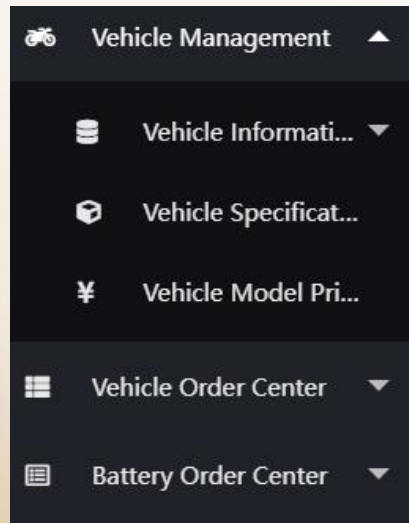 Vehicle Management
Vehicle Informati...
Vehicle Specificat...
¥ Vehicle Model Pri...
Vehicle Order Center
Battery Order Center